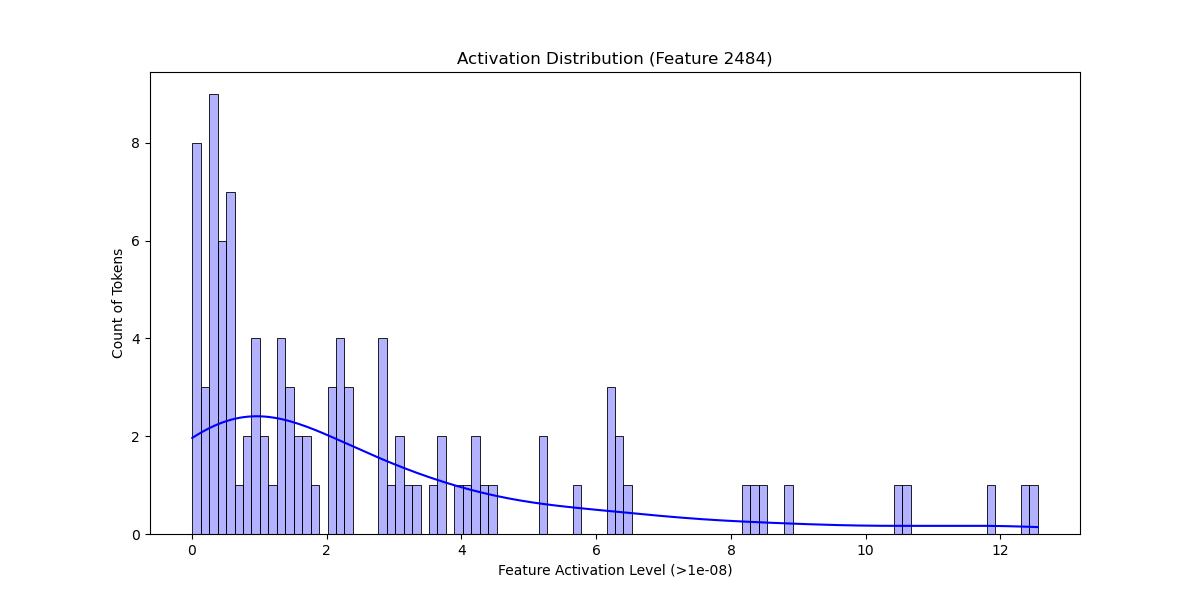 Activation Distribution (Feature 2484)
Count of Tokens
8
6
4
2
0
0 2 4 6 8 10 12
Feature Activation Level (>1e-08)